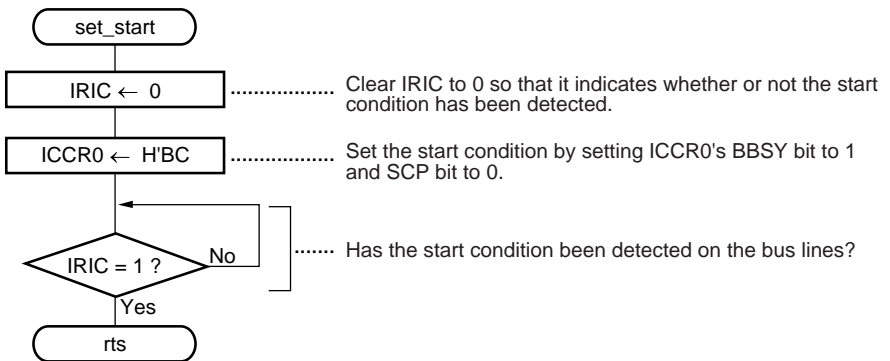 set_start
IRIC ← 0
Clear IRIC to 0 so that it indicates whether or not the start
condition has been detected.
ICCR0 ← H'BC
Set the start condition by setting ICCR0's BBSY bit to 1
and SCP bit to 0.
IRIC = 1 ?
No
Has the start condition been detected on the bus lines?
Yes
rts